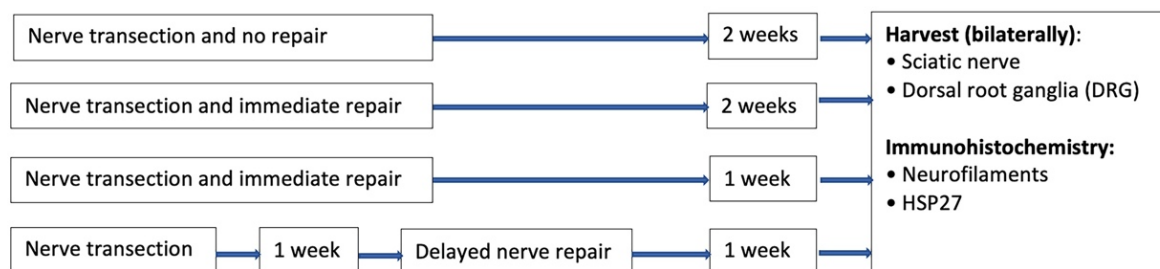 Nerve transection and no repair
2 weeks
Nerve transection and immediate repair
2 weeks
Nerve transection and immediate repair
1 week
Nerve transection
1 week
Delayed nerve repair
1 week
Harvest (bilaterally):
• Sciatic nerve
• Dorsal root ganglia (DRG)
Immunohistochemistry:
• Neurofilaments
• HSP27